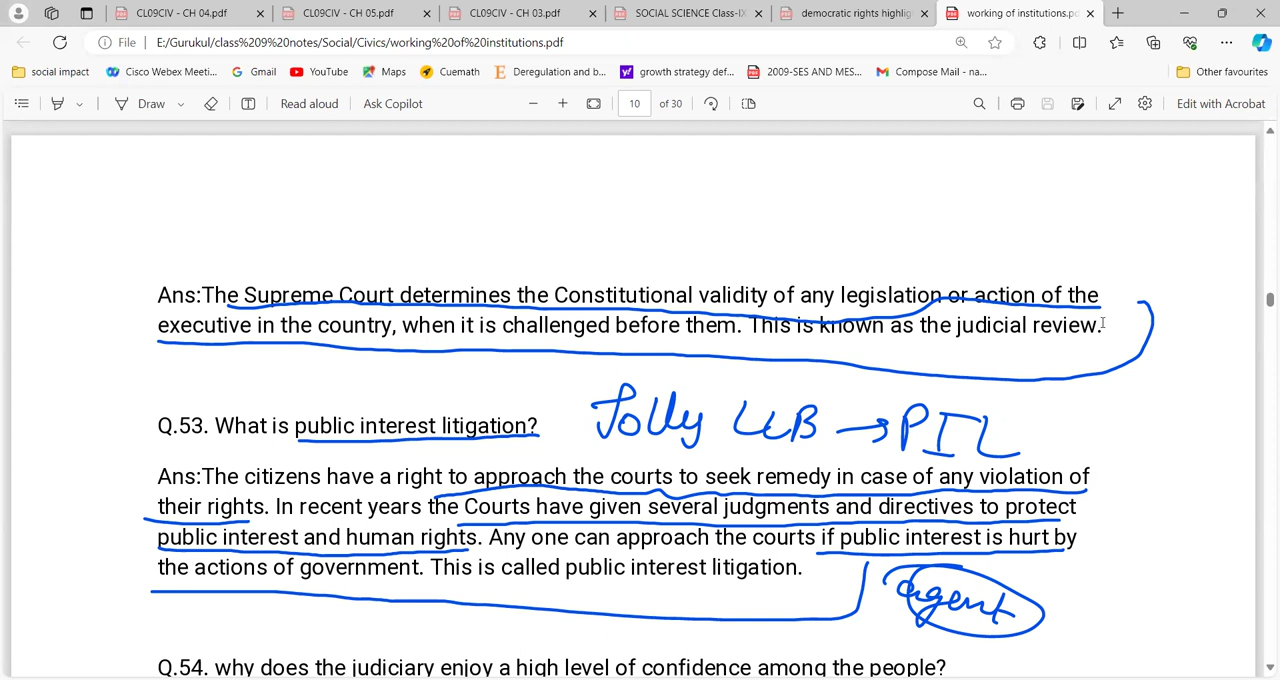 CL09CIV - CH 04.pdf
CL09CIV - CH 05.pdf
CL09CIV - CH 03.pdf
SOCIAL SCIENCE Class-IX
democratic rights highlig
working of institutions.pd
File E:/Gurukul/class%209%20notes/Social/Civics/working%20of%20institutions.pdf
social impact
Cisco Webex Meeti...
Gmail
YouTube
Maps
Cuemath
Deregulation and b...
growth strategy def...
2009-SES AND MES...
Compose Mail - na...
Other favourites
Draw
Read aloud
Ask Copilot
10 of 30
Edit with Acrobat
Ans:The Supreme Court determines the Constitutional validity of any legislation or action of the
executive in the country, when it is challenged before them. This is known as the judicial review.
Q.53. What is public interest litigation?
Jolly LLB → PIL
Ans:The citizens have a right to approach the courts to seek remedy in case of any violation of
their rights. In recent years the Courts have given several judgments and directives to protect
public interest and human rights. Any one can approach the courts if public interest is hurt by
the actions of government. This is called public interest litigation.
agent
Q.54. why does the judiciary enjoy a high level of confidence among the people?